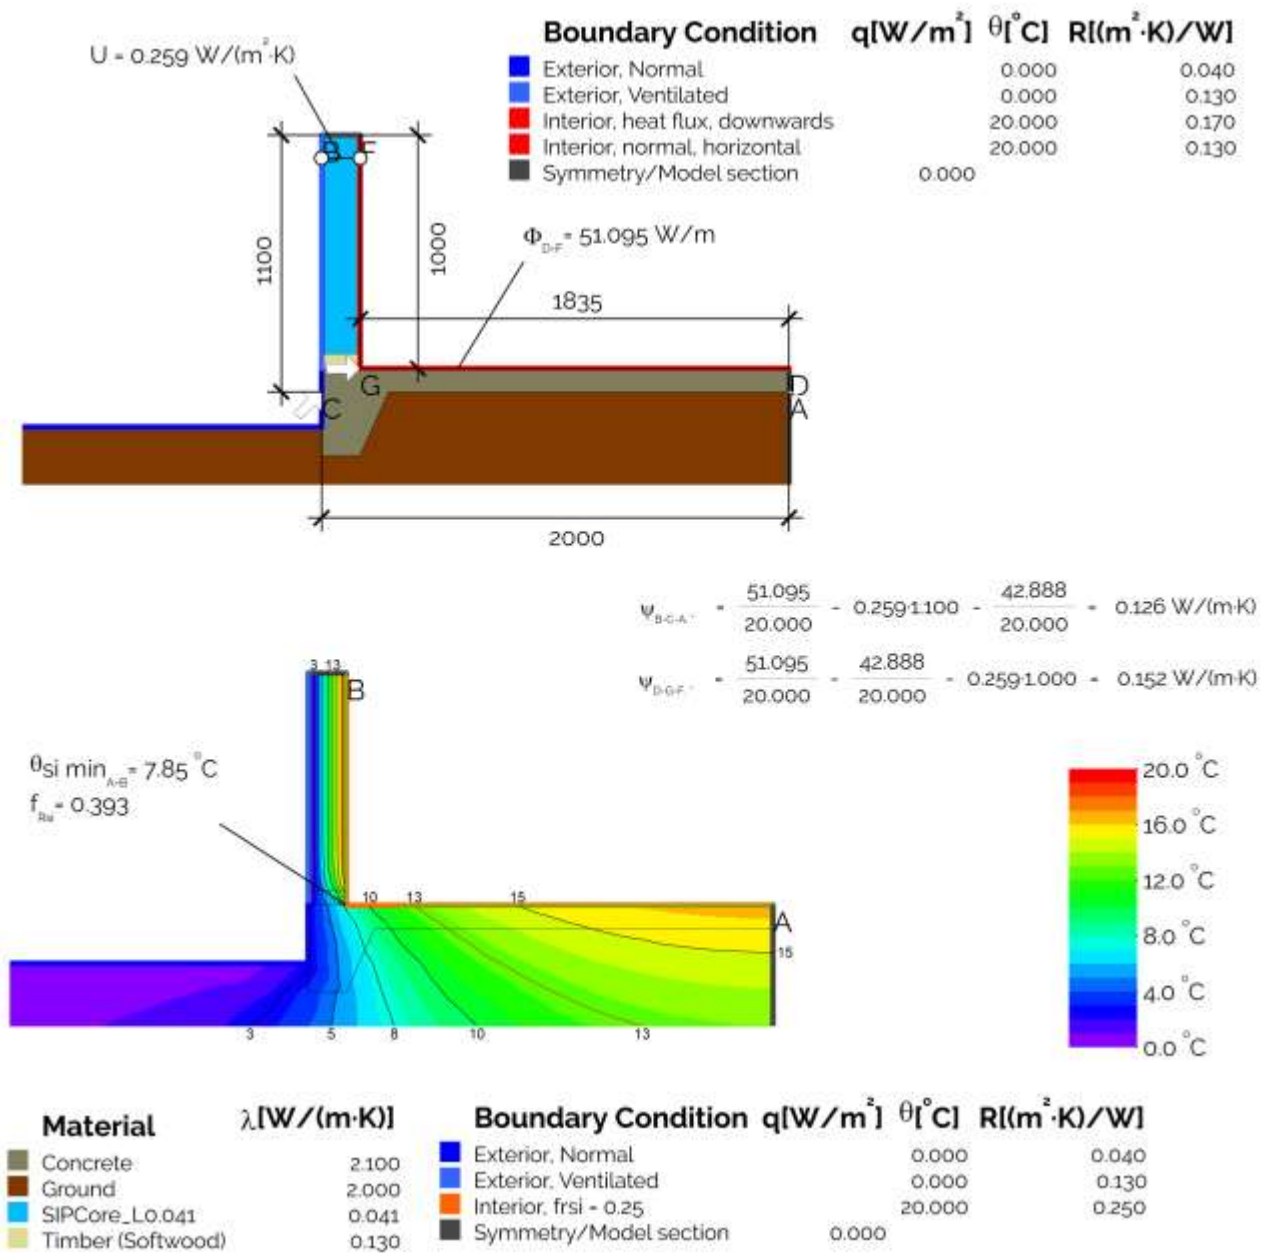 Boundary Condition q[W/m²] θ[°C] R[(m²·K)/W]
Exterior, Normal 0.000 0.040
Exterior, Ventilated 0.000 0.130
Interior, heat flux, downwards 20.000 0.170
Interior, normal, horizontal 20.000 0.130
Symmetry/Model section 0.000
U = 0.259 W/(m²·K)
B F
1100
1000
ΦD-F = 51.095 W/m
1835
G D
C A
2000
ΨB-C-A = 51.095/20.000 - 0.259·1.100 - 42.888/20.000 = 0.126 W/(m·K)
ΨD-G-F = 51.095/20.000 - 42.888/20.000 - 0.259·1.000 = 0.152 W/(m·K)
3 13
B
θSi minA-B = 7.85 °C
fRsi = 0.393
10 13 15
A
15
3 5 8 10 13
20.0 °C
16.0 °C
12.0 °C
8.0 °C
4.0 °C
0.0 °C
Material λ[W/(m·K)]
Concrete 2.100
Ground 2.000
SIPCore_L0.041 0.041
Timber (Softwood) 0.130
Boundary Condition q[W/m²] θ[°C] R[(m²·K)/W]
Exterior, Normal 0.000 0.040
Exterior, Ventilated 0.000 0.130
Interior, frsi = 0.25 20.000 0.250
Symmetry/Model section 0.000